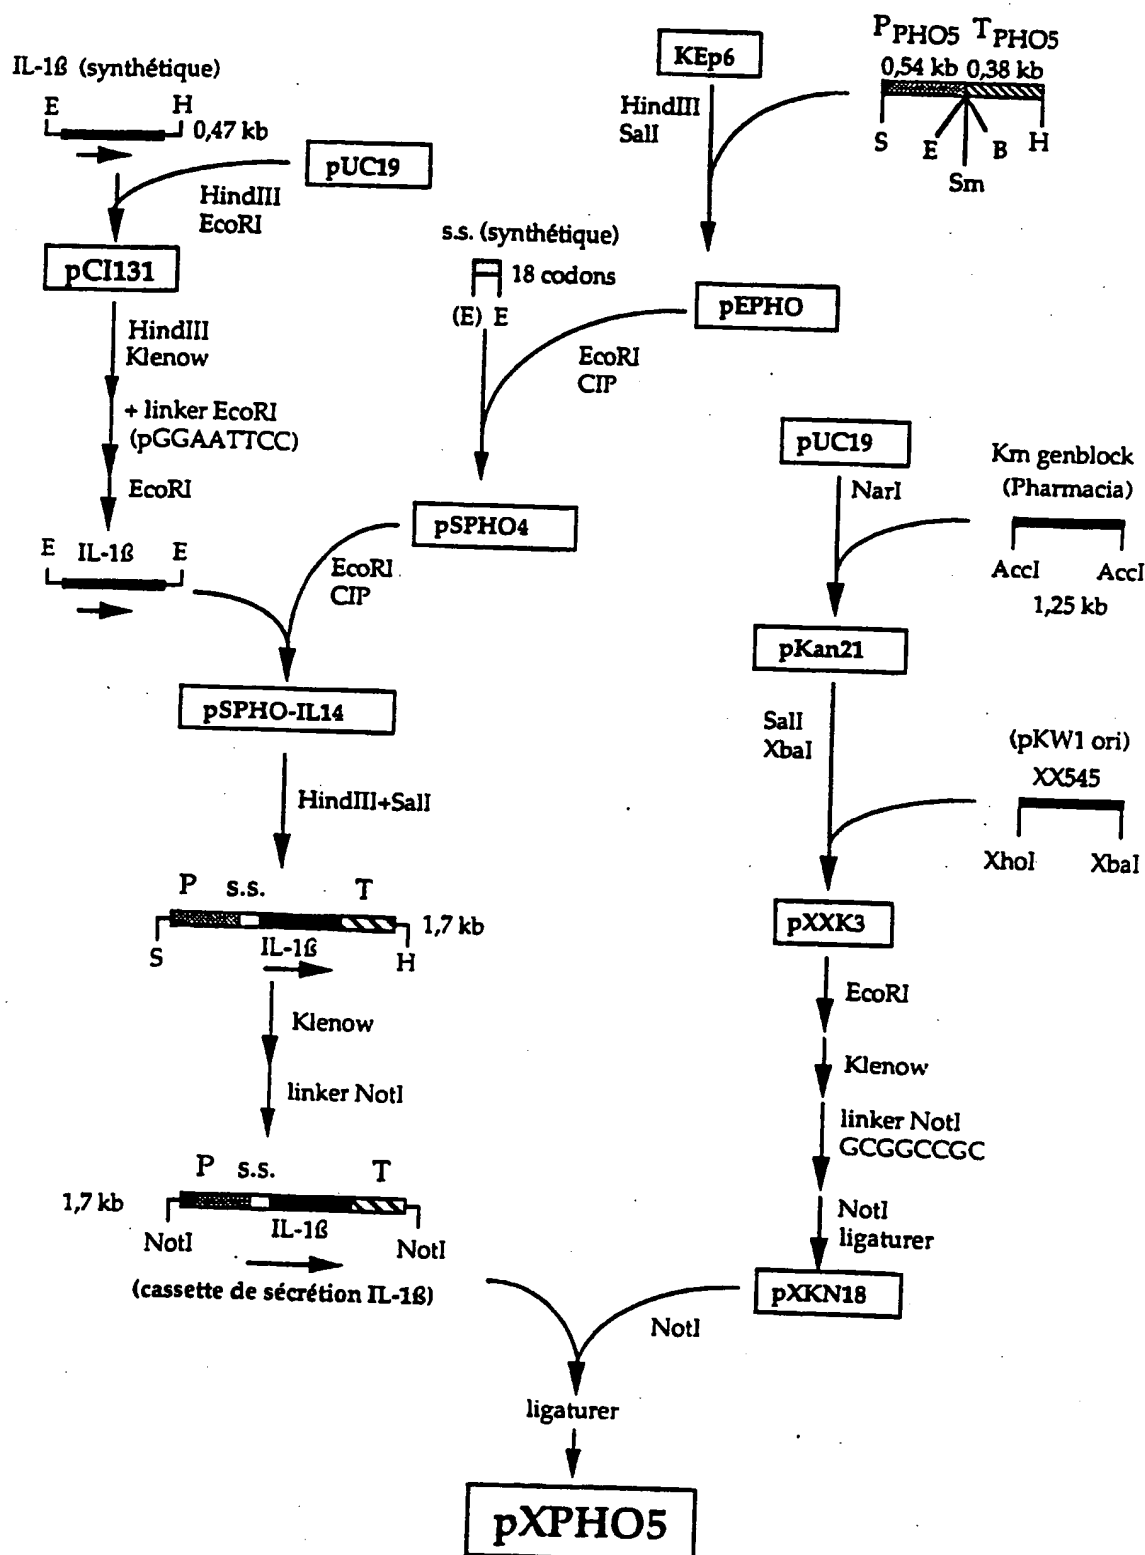 IL-1ß (synthétique)
E
H
0,47 kb
pUC19
HindIII
EcoRI
pCI131
HindIII
Klenow
+ linker EcoRI
(pGGAATTCC)
EcoRI
E
IL-1ß
E
KEp6
HindIII
SalI
PPHO5 TPHO5
0,54 kb 0,38 kb
S
E
Sm
B
H
s.s. (synthétique)
18 codons
(E) E
pEPHO
EcoRI
CIP
pSPHO4
EcoRI
CIP
pSPHO-IL14
HindIII+SalI
P s.s. T
1,7 kb
S
IL-1ß
H
Klenow
linker NotI
P s.s. T
1,7 kb
NotI
IL-1ß
NotI
(cassette de sécrétion IL-1ß)
pUC19
NarI
Km genblock
(Pharmacia)
AccI AccI
1,25 kb
pKan21
SalI
XbaI
(pKW1 ori)
XX545
XhoI XbaI
pXXK3
EcoRI
Klenow
linker NotI
GCGGCCGC
NotI
ligaturer
pXKN18
NotI
ligaturer
pXPHO5